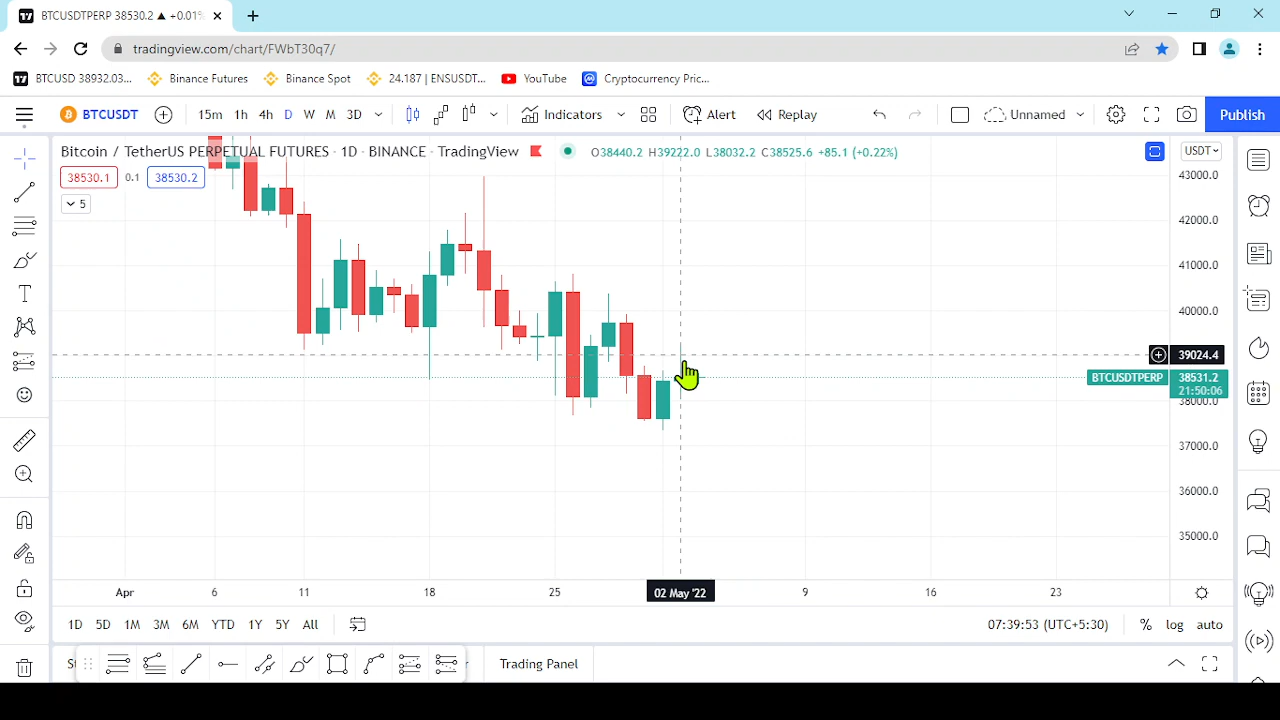 BTCUSDTPERP 38530.2 ▲ +0.01%
tradingview.com/chart/FWbT30q7/
BTCUSD 38932.03... Binance Futures Binance Spot 24.187 | ENSUSDT... YouTube Cryptocurrency Pric...
BTCUSDT 15m 1h 4h D W M 3D Indicators Alert Replay Unnamed Publish
Bitcoin / TetherUS PERPETUAL FUTURES · 1D · BINANCE · TradingView O38440.2 H39222.0 L38032.2 C38525.6 +85.1 (+0.22%) USDT
38530.1 0.1 38530.2
5
43000.0
42000.0
41000.0
40000.0
39024.4
BTCUSDTPERP 38531.2
21:50:06
38000.0
37000.0
36000.0
35000.0
Apr 6 11 18 25 02 May '22 9 16 23
1D 5D 1M 3M 6M YTD 1Y 5Y All 07:39:53 (UTC+5:30) % log auto
Trading Panel